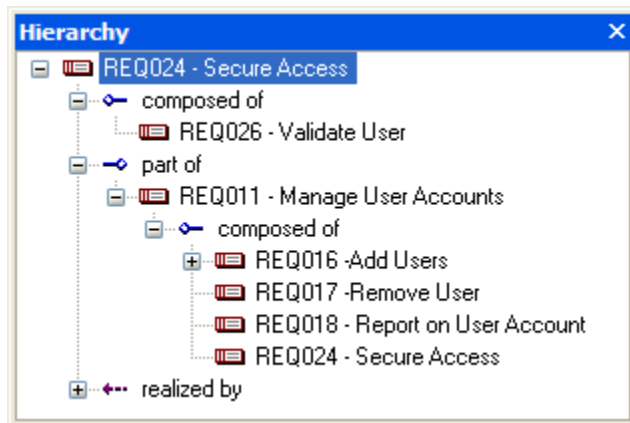 Hierarchy
REQ024 - Secure Access
composed of
REQ026 - Validate User
part of
REQ011 - Manage User Accounts
composed of
REQ016 -Add Users
REQ017 -Remove User
REQ018 - Report on User Account
REQ024 - Secure Access
realized by